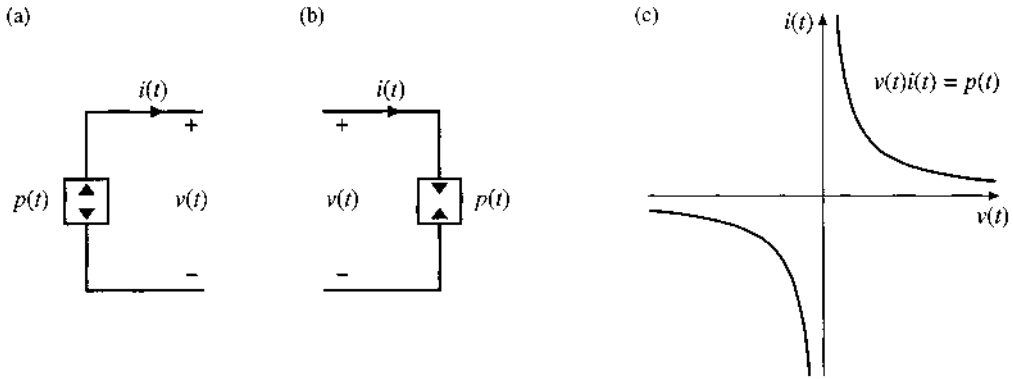 (a)
(b)
(c)
i(t)
+
p(t)
v(t)
−
i(t)
+
v(t)
p(t)
−
i(t)
v(t)i(t) = p(t)
v(t)